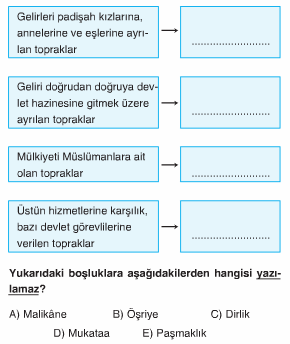 Gelirleri padişah kızlarına,
annelerine ve eşlerine ayrı-
lan topraklar
..........................
Geliri doğrudan doğruya dev-
let hazinesine gitmek üzere
ayrılan topraklar
..........................
Mülkiyeti Müslümanlara ait
olan topraklar
..........................
Üstün hizmetlerine karşılık,
bazı devlet görevlilerine
verilen topraklar
..........................
Yukarıdaki boşluklara aşağıdakilerden hangisi yazı-
lamaz?
A) Malikâne B) Öşriye C) Dirlik
D) Mukataa E) Paşmaklık